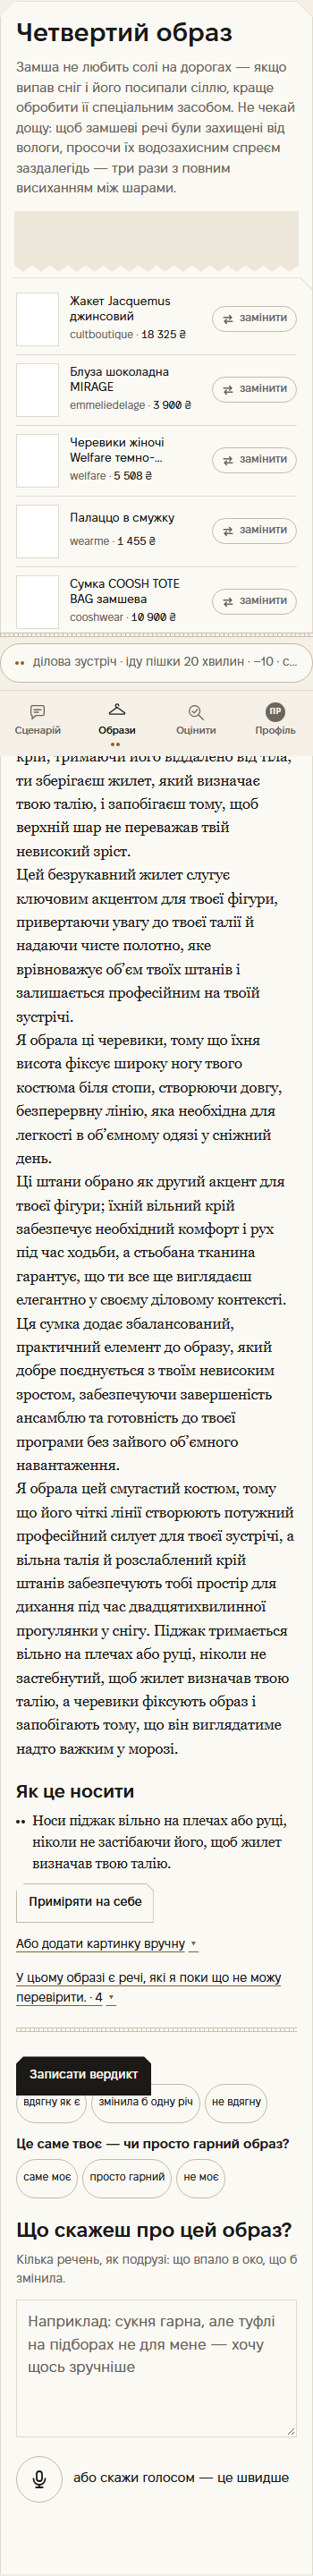 Четвертий образ
Замша не любить солі на дорогах — якщо
випав сніг і його посипали сіллю, краще
обробити її спеціальним засобом. Не чекай
дощу: щоб замшеві речі були захищені від
вологи, просочи їх водозахисним спреєм
заздалегідь — три рази з повним
висиханням між шарами.
Жакет Jacquemus
джинсовий
cultboutique · 18 325 ₴
замінити
Блуза шоколадна
MIRAGE
emmeliedelage · 3 900 ₴
замінити
Черевики жіночі
Welfare темно-...
welfare · 5 508 ₴
замінити
Палаццо в смужку
wearme · 1 455 ₴
замінити
Сумка COOSH TOTE
BAG замшева
cooshwear · 10 900 ₴
замінити
ділова зустріч · іду пішки 20 хвилин · −10 · с...
Сценарій
Образи
Оцінити
ПР
Профіль
крій, тримаючи його віддалено від тіла,
ти зберігаєш жилет, який визначає
твою талію, і запобігаєш тому, щоб
верхній шар не переважав твій
невисокий зріст.
Цей безрукавний жилет слугує
ключовим акцентом для твоєї фігури,
привертаючи увагу до твоєї талії й
надаючи чисте полотно, яке
врівноважує об’єм твоїх штанів і
залишається професійним на твоїй
зустрічі.
Я обрала ці черевики, тому що їхня
висота фіксує широку ногу твого
костюма біля стопи, створюючи довгу,
безперервну лінію, яка необхідна для
легкості в об’ємному одязі у сніжний
день.
Ці штани обрано як другий акцент для
твоєї фігури; їхній вільний крій
забезпечує необхідний комфорт і рух
під час ходьби, а стьобана тканина
гарантує, що ти все ще виглядаєш
елегантно у своєму діловому контексті.
Ця сумка додає збалансований,
практичний елемент до образу, який
добре поєднується з твоїм невисоким
зростом, забезпечуючи завершеність
ансамблю та готовність до твоєї
програми без зайвого об’ємного
навантаження.
Я обрала цей смугастий костюм, тому
що його чіткі лінії створюють потужний
професійний силует для твоєї зустрічі, а
вільна талія й розслаблений крій
штанів забезпечують тобі простір для
дихання під час двадцятихвилинної
прогулянки у снігу. Піджак тримається
вільно на плечах або руці, ніколи не
застебнутий, щоб жилет визначав твою
талію, а черевики фіксують образ і
запобігають тому, що він виглядатиме
надто важким у морозі.
Як це носити
Носи піджак вільно на плечах або руці,
ніколи не застібаючи його, щоб жилет
визначав твою талію.
Приміряти на себе
Або додати картинку вручну
У цьому образі є речі, які я поки що не можу
перевірити. · 4
Записати вердикт
вдягну як є
змінила б одну річ
не вдягну
Це саме твоє — чи просто гарний образ?
саме моє
просто гарний
не моє
Що скажеш про цей образ?
Кілька речень, як подрузі: що впало в око, що б
змінила.
Наприклад: сукня гарна, але туфлі
на підборах не для мене — хочу
щось зручніше
або скажи голосом — це швидше